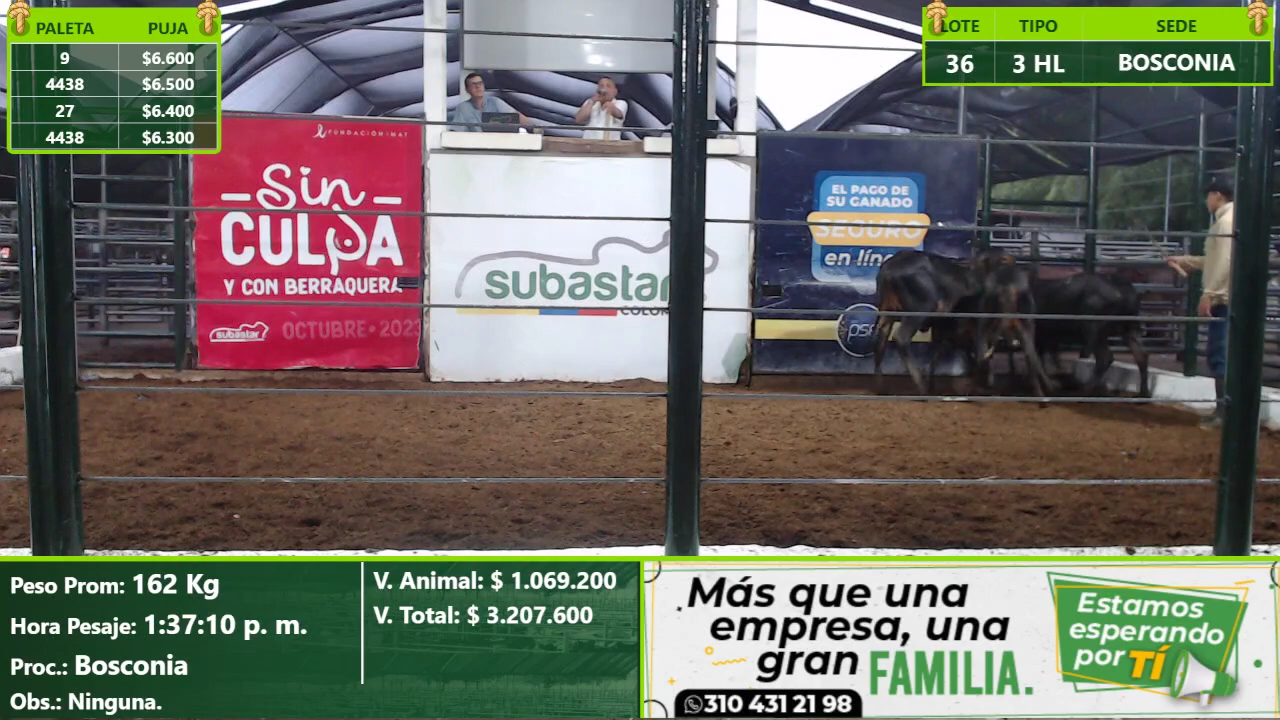 PALETA PUJA
9 $6.600
4438 $6.500
27 $6.400
4438 $6.300
LOTE TIPO SEDE
36 3 HL BOSCONIA
FUNDACIÓN IMAT
Sin
CULPA
Y CON BERRAQUERA
subastar OCTUBRE • 2023
subastar
EL PAGO DE
SU GANADO
SEGURO
en líne
pse
Peso Prom: 162 Kg
Hora Pesaje: 1:37:10 p. m.
Proc.: Bosconia
Obs.: Ninguna.
V. Animal: $ 1.069.200
V. Total: $ 3.207.600
Más que una
empresa, una
gran FAMILIA.
310 431 21 98
Estamos
esperando
por TÍ